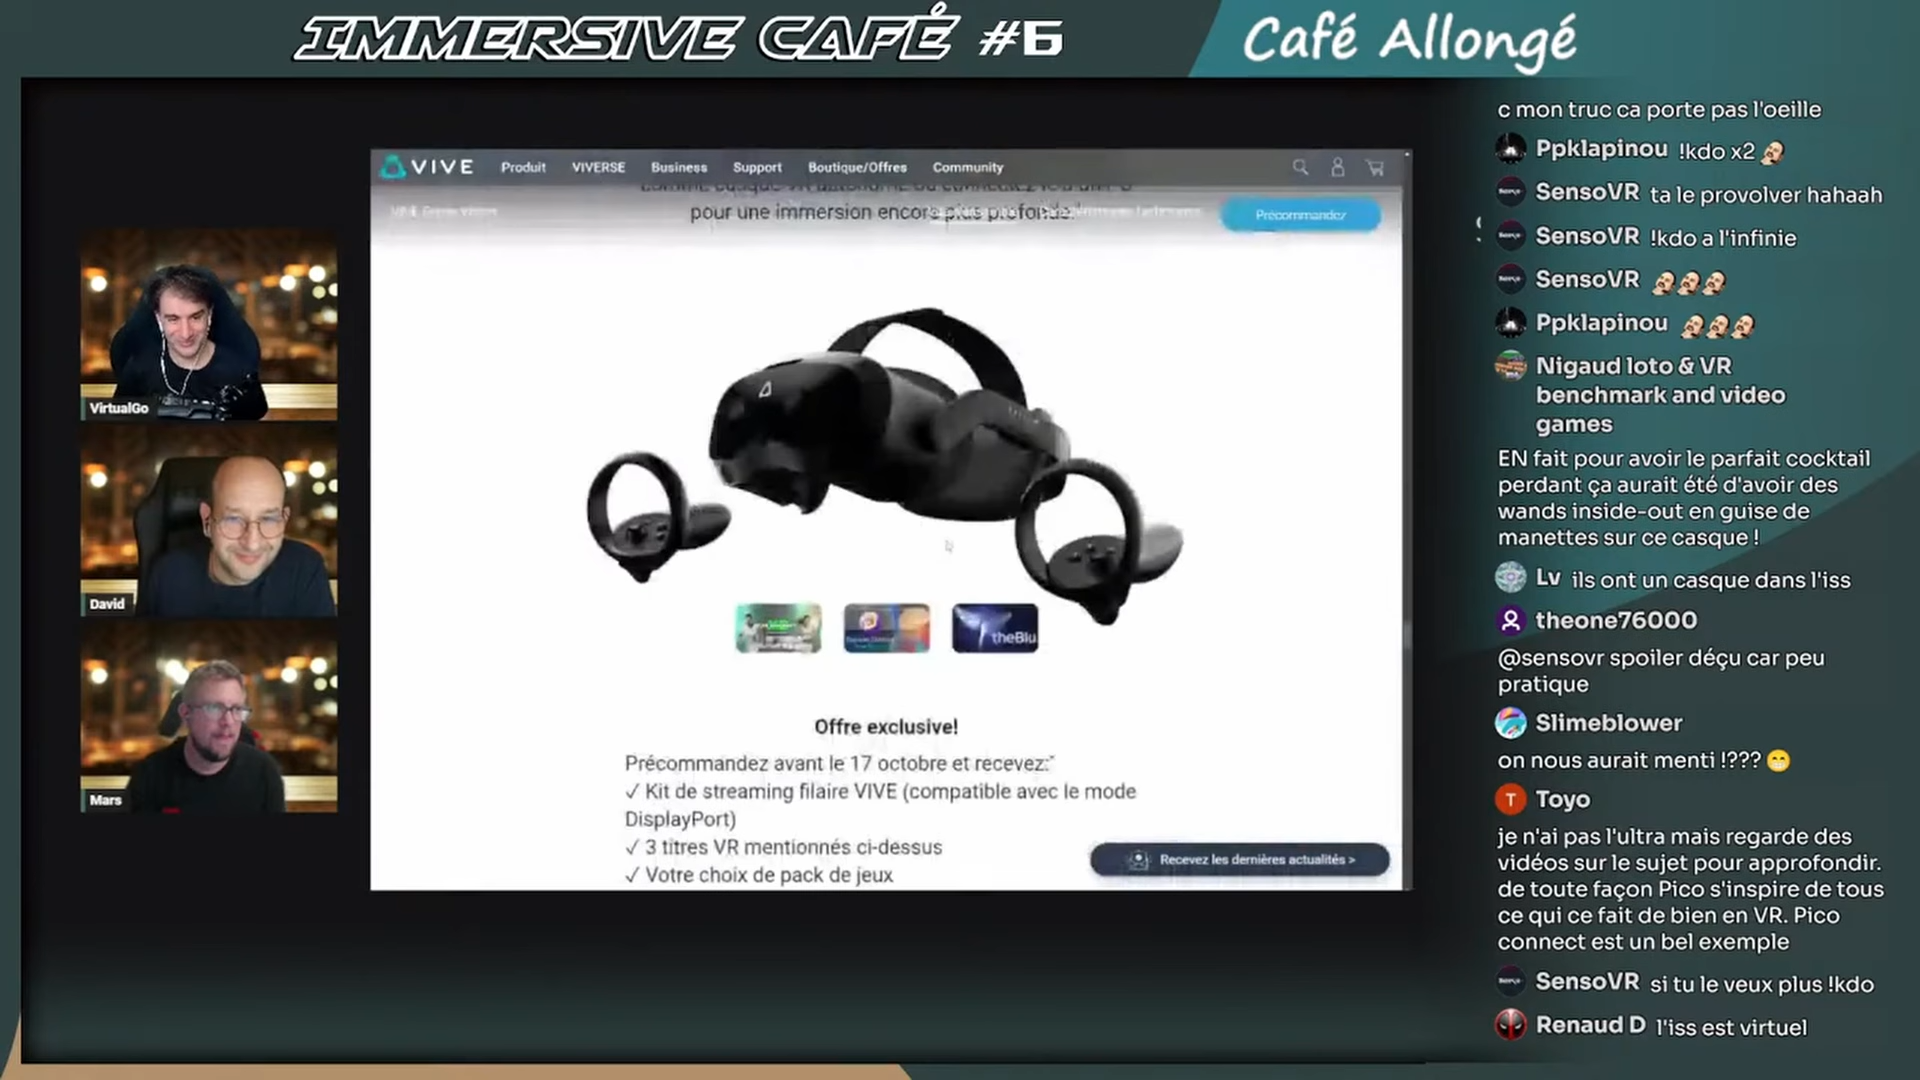 IMMERSIVE CAFÉ #6
Café Allongé
VIVE Produit VIVERSE Business Support Boutique/Offres Community
pour une immersion encore plus profonde.
Précommandez
Offre exclusive!
Précommandez avant le 17 octobre et recevez:*
✓ Kit de streaming filaire VIVE (compatible avec le mode
DisplayPort)
✓ 3 titres VR mentionnés ci-dessus
✓ Votre choix de pack de jeux
theBlu
Recevez les dernières actualités >
VirtualGo
David
Mars
c mon truc ca porte pas l'oeille
Ppklapinou !kdo x2
SensoVR ta le provolver hahaah
SensoVR !kdo a l'infinie
SensoVR
Ppklapinou
Nigaud loto & VR
benchmark and video
games
EN fait pour avoir le parfait cocktail
perdant ça aurait été d'avoir des
wands inside-out en guise de
manettes sur ce casque !
Lv ils ont un casque dans l'iss
theone76000
@sensovr spoiler déçu car peu
pratique
Slimeblower
on nous aurait menti !??? 😁
T Toyo
je n'ai pas l'ultra mais regarde des
vidéos sur le sujet pour approfondir.
de toute façon Pico s'inspire de tous
ce qui ce fait de bien en VR. Pico
connect est un bel exemple
SensoVR si tu le veux plus !kdo
Renaud D l'iss est virtuel